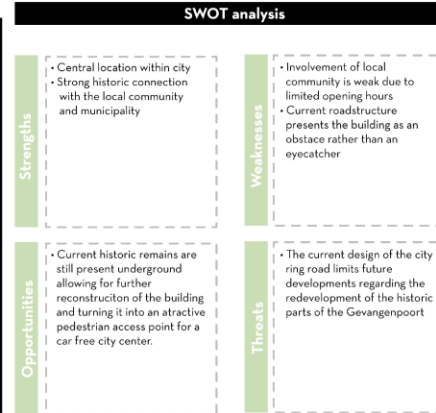 SWOT analysis
Strengths
• Central location within city
• Strong historic connection
with the local community
and municipality
Weaknesses
• Involvement of local
community is weak due to
limited opening hours
• Current roadstructure
presents the building as an
obstace rather than an
eyecatcher
Opportunities
• Current historic remains are
still present underground
allowing for further
reconstruciton of the building
and turning it into an atractive
pedestrian access point for a
car free city center.
Threats
• The current design of the city
ring road limits future
developments regarding the
redevelopment of the historic
parts of the Gevangenpoort